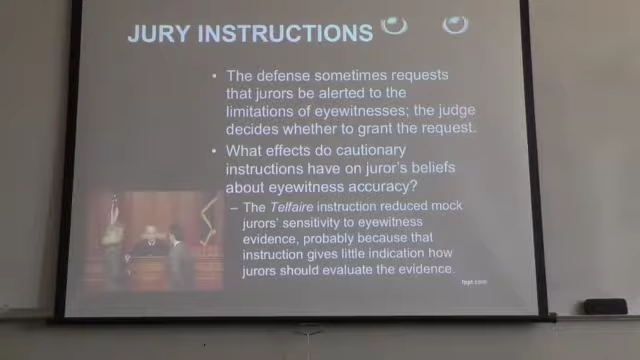 JURY INSTRUCTIONS
• The defense sometimes requests
that jurors be alerted to the
limitations of eyewitnesses; the judge
decides whether to grant the request.
• What effects do cautionary
instructions have on juror's beliefs
about eyewitness accuracy?
– The Telfaire instruction reduced mock
jurors' sensitivity to eyewitness
evidence, probably because that
instruction gives little indication how
jurors should evaluate the evidence.
fppt.com